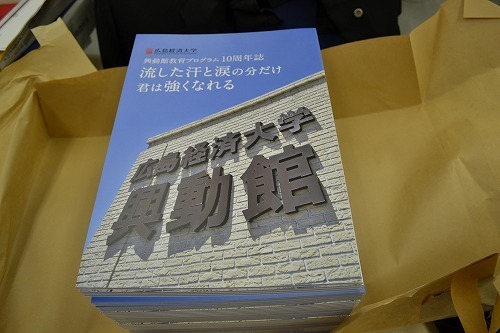 広島経済大学
興動館教育プログラム 10周年誌
流した汗と涙の分だけ
君は強くなれる
広島経済大学
興動館